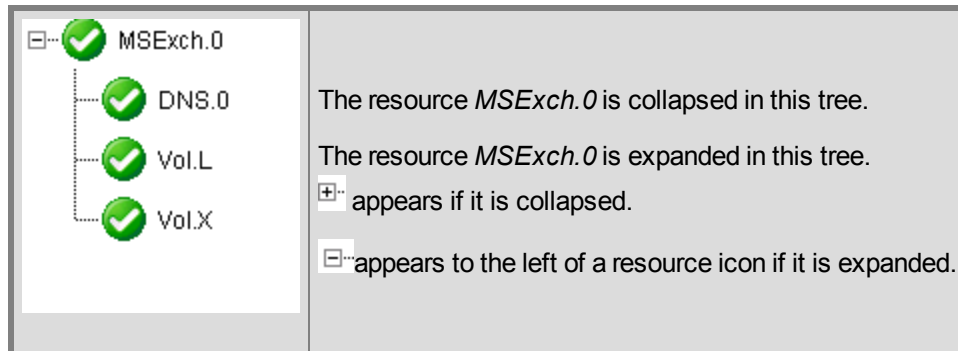 MSExch.0
DNS.0
Vol.L
Vol.X
The resource MSExch.0 is collapsed in this tree.
The resource MSExch.0 is expanded in this tree.
appears if it is collapsed.
appears to the left of a resource icon if it is expanded.